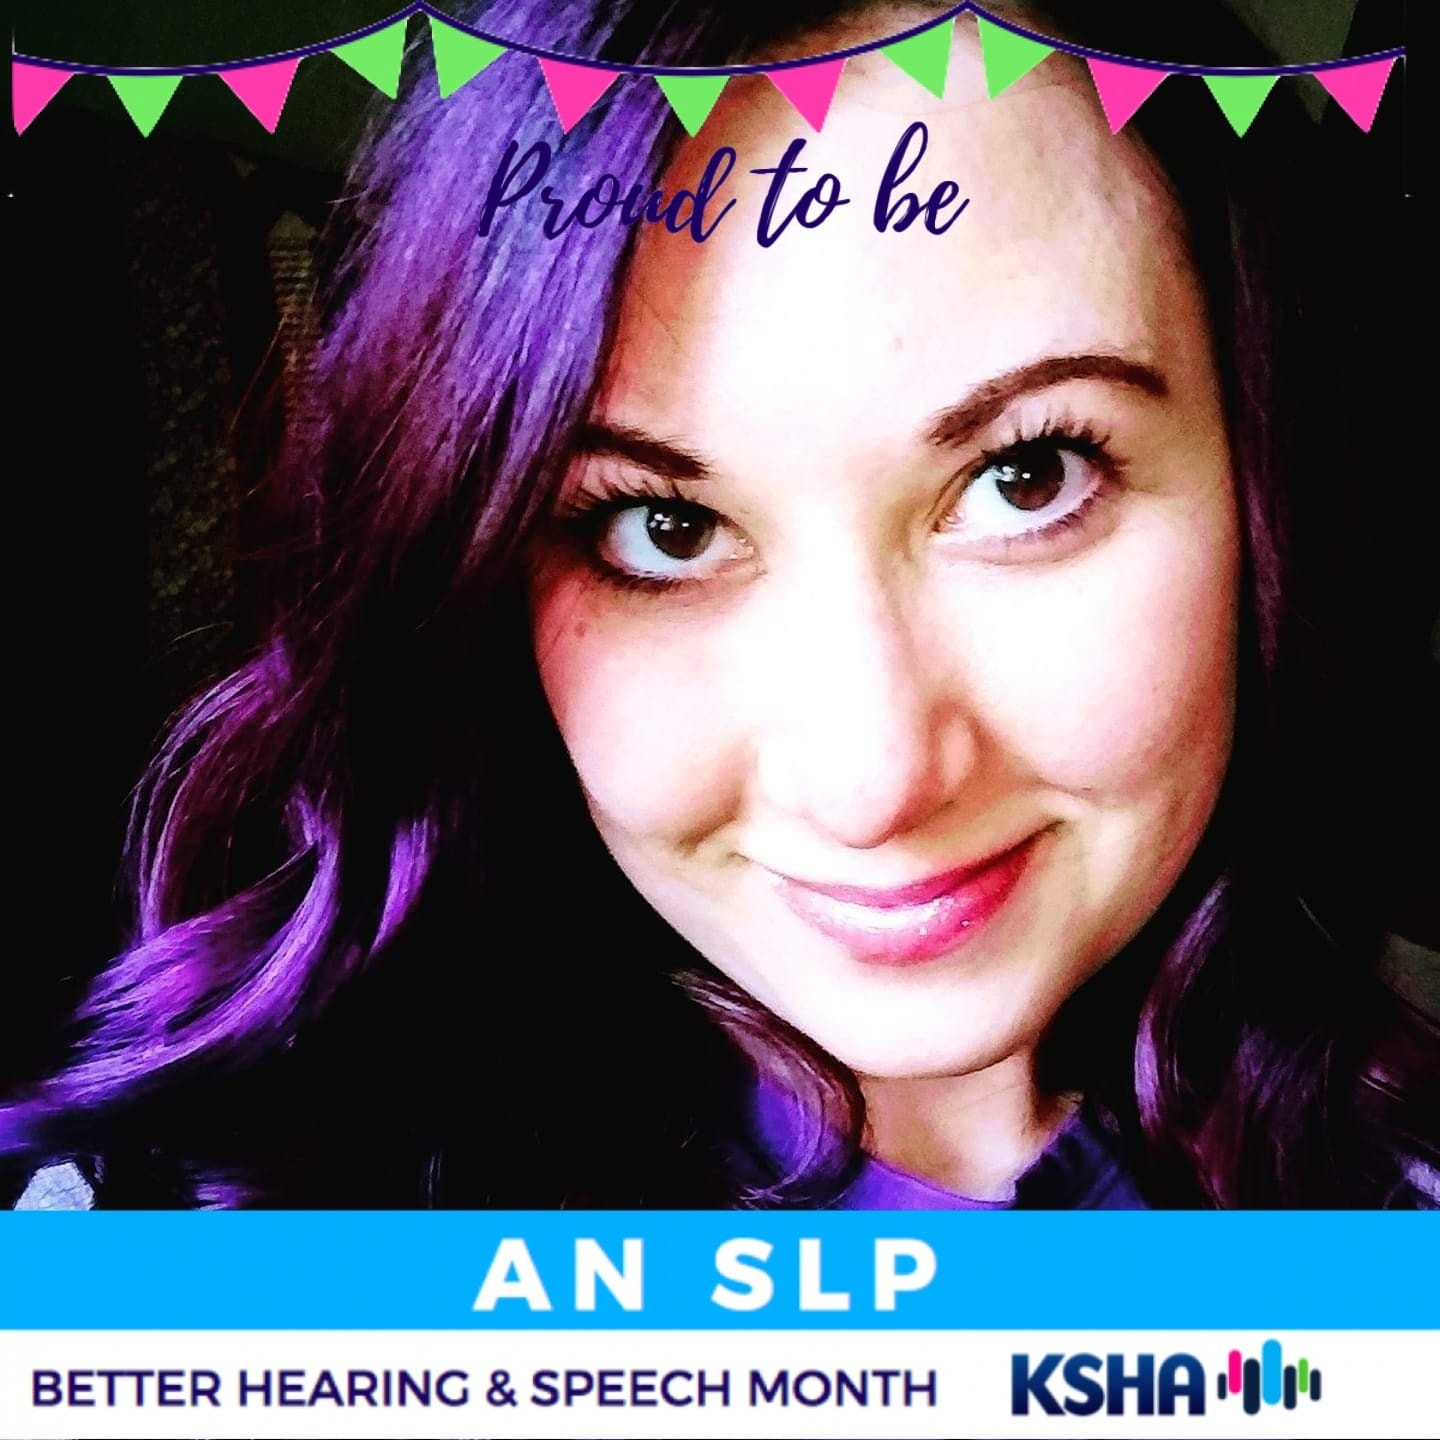 Proud to be
AN SLP
BETTER HEARING & SPEECH MONTH
KSHA